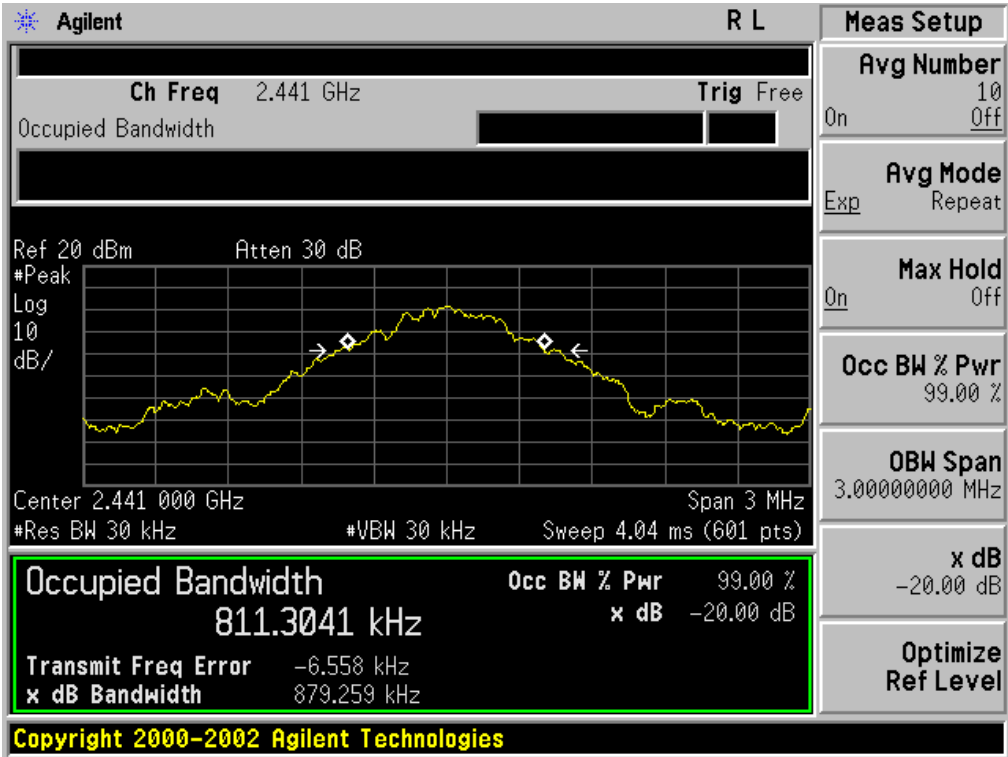 Agilent R L
Ch Freq 2.441 GHz Trig Free
Occupied Bandwidth
Ref 20 dBm Atten 30 dB
#Peak
Log
10
dB/
Center 2.441 000 GHz Span 3 MHz
#Res BW 30 kHz #VBW 30 kHz Sweep 4.04 ms (601 pts)
Occupied Bandwidth Occ BW % Pwr 99.00 %
811.3041 kHz x dB -20.00 dB
Transmit Freq Error -6.558 kHz
x dB Bandwidth 879.259 kHz
Copyright 2000-2002 Agilent Technologies
Meas Setup
Avg Number
10
On Off
Avg Mode
Exp Repeat
Max Hold
On Off
Occ BW % Pwr
99.00 %
OBW Span
3.00000000 MHz
x dB
-20.00 dB
Optimize
Ref Level